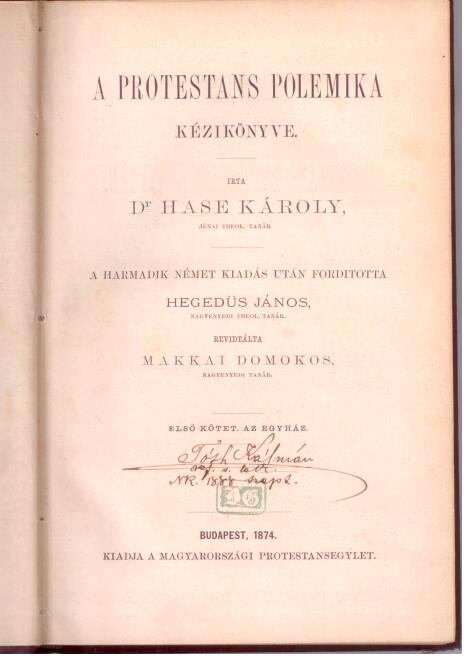 A PROTESTANS POLEMIKA
KÉZIKÖNYVE.
IRTA
Dr HASE KÁROLY,
JÉNAI THEOL. TANÁR.
A HARMADIK NÉMET KIADÁS UTÁN FORDITOTTA
HEGEDÜS JÁNOS,
NAGYENYEDI THEOL. TANÁR.
REVIDEÁLTA
MAKKAI DOMOKOS,
NAGYENYEDI TANÁR.
ELSŐ KÖTET. AZ EGYHÁZ.
Tóth Kálmán
NK. 1888 szept.
BUDAPEST, 1874.
KIADJA A MAGYARORSZÁGI PROTESTANSEGYLET.